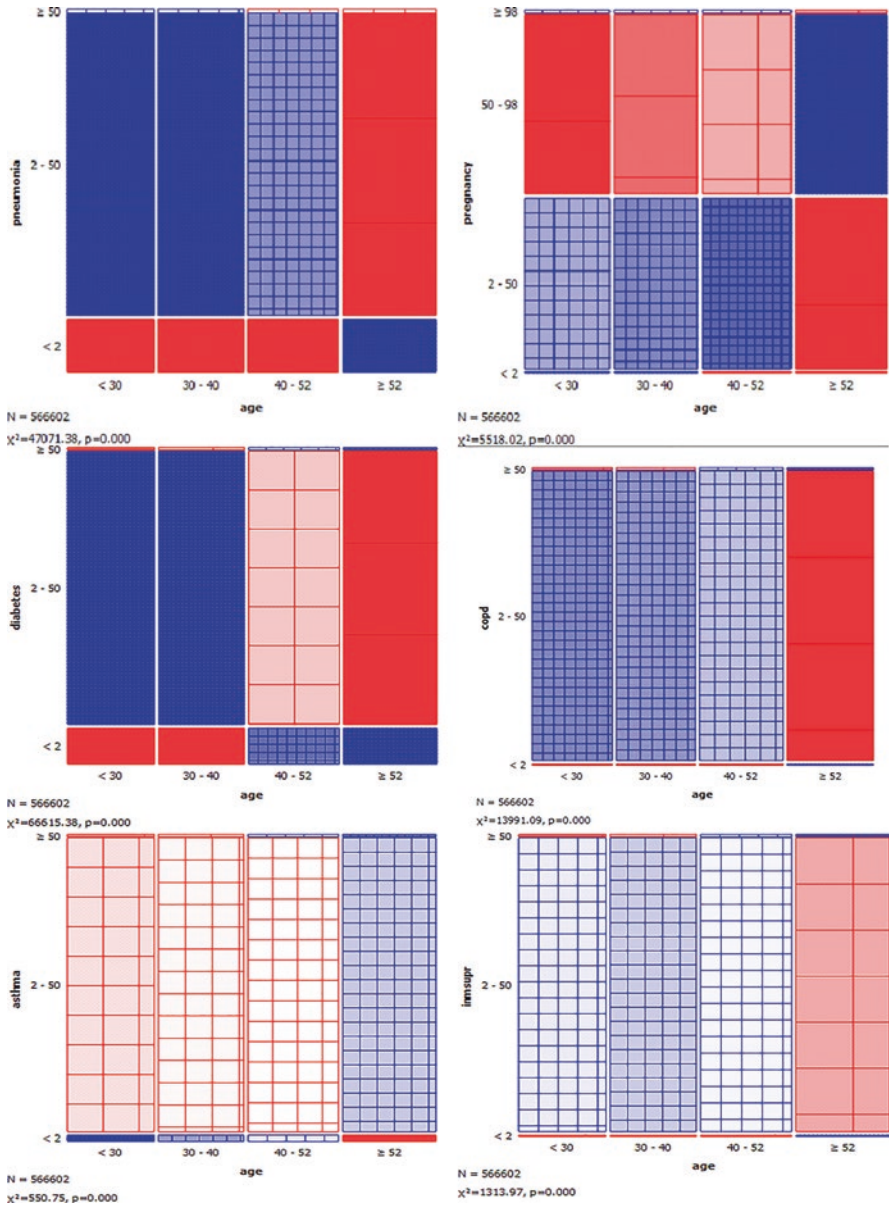 ≥ 50
2 - 50
pneumonia
< 2
< 30 30 - 40 40 - 52 ≥ 52
age
N = 566602
χ²=47071.38, p=0.000
≥ 98
50 - 98
pregnancy
2 - 50
< 2
< 30 30 - 40 40 - 52 ≥ 52
age
N = 566602
χ²=5518.02, p=0.000
≥ 50
2 - 50
diabetes
< 2
< 30 30 - 40 40 - 52 ≥ 52
age
N = 566602
χ²=66615.38, p=0.000
≥ 50
2 - 50
copd
< 2
< 30 30 - 40 40 - 52 ≥ 52
age
N = 566602
χ²=13991.09, p=0.000
≥ 50
2 - 50
asthma
< 2
< 30 30 - 40 40 - 52 ≥ 52
age
N = 566602
χ²=550.75, p=0.000
≥ 50
2 - 50
inmsupr
< 2
< 30 30 - 40 40 - 52 ≥ 52
age
N = 566602
χ²=1313.97, p=0.000